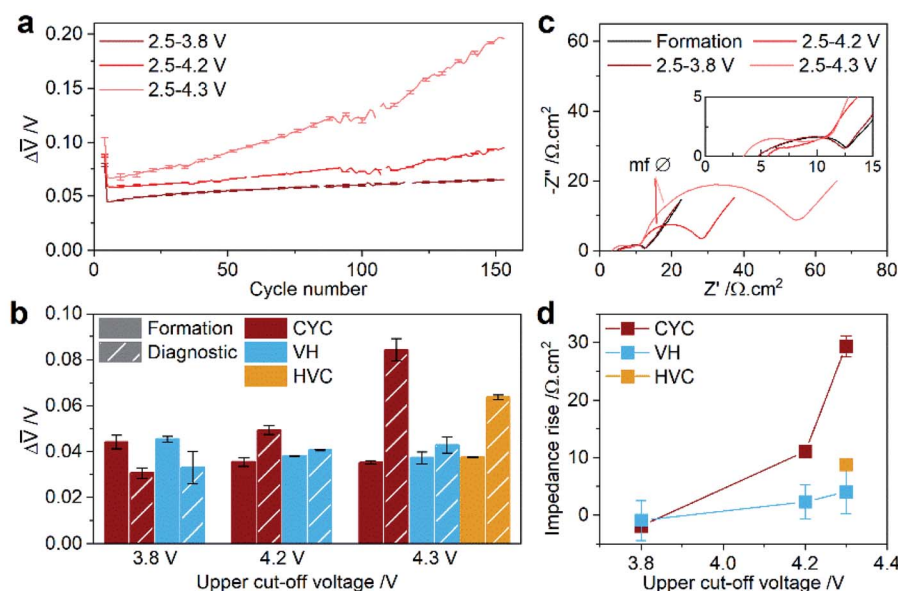 a
0.20
0.15
0.10
0.05
0.00
ΔV̅ /V
2.5-3.8 V
2.5-4.2 V
2.5-4.3 V
0 50 100 150
Cycle number
c
60
40
20
0
-Z" /Ω.cm²
Formation
2.5-3.8 V
2.5-4.2 V
2.5-4.3 V
5
0
5 10 15
mf ∅
0 20 40 60 80
Z' /Ω.cm²
b
0.10
0.08
0.06
0.04
0.02
0.00
ΔV̅ /V
Formation
Diagnostic
CYC
VH
HVC
3.8 V 4.2 V 4.3 V
Upper cut-off voltage /V
d
30
20
10
0
Impedance rise /Ω.cm²
CYC
VH
HVC
3.8 4.0 4.2 4.4
Upper cut-off voltage /V